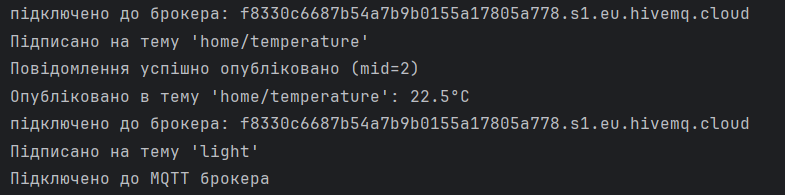 підключено до брокера: f8330c6687b54a7b9b0155a17805a778.s1.eu.hivemq.cloud
Підписано на тему 'home/temperature'
Повідомлення успішно опубліковано (mid=2)
Опубліковано в тему 'home/temperature': 22.5°C
підключено до брокера: f8330c6687b54a7b9b0155a17805a778.s1.eu.hivemq.cloud
Підписано на тему 'light'
Підключено до MQTT брокера